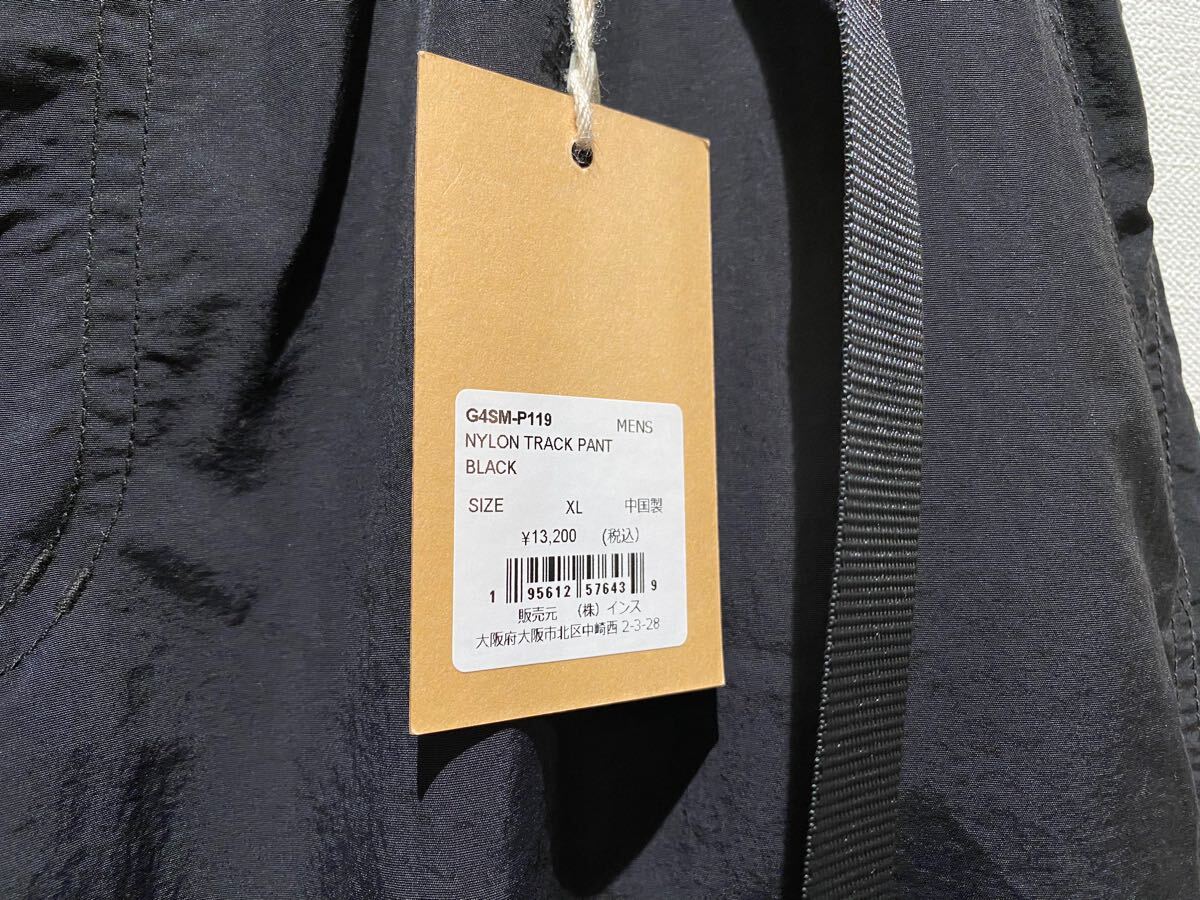 G4SM-P119 MENS
NYLON TRACK PANT
BLACK
SIZE XL 中国製
¥13,200 (税込)
1 95612 57643 9
販売元 (株) インス
大阪府大阪市北区中崎西 2-3-28